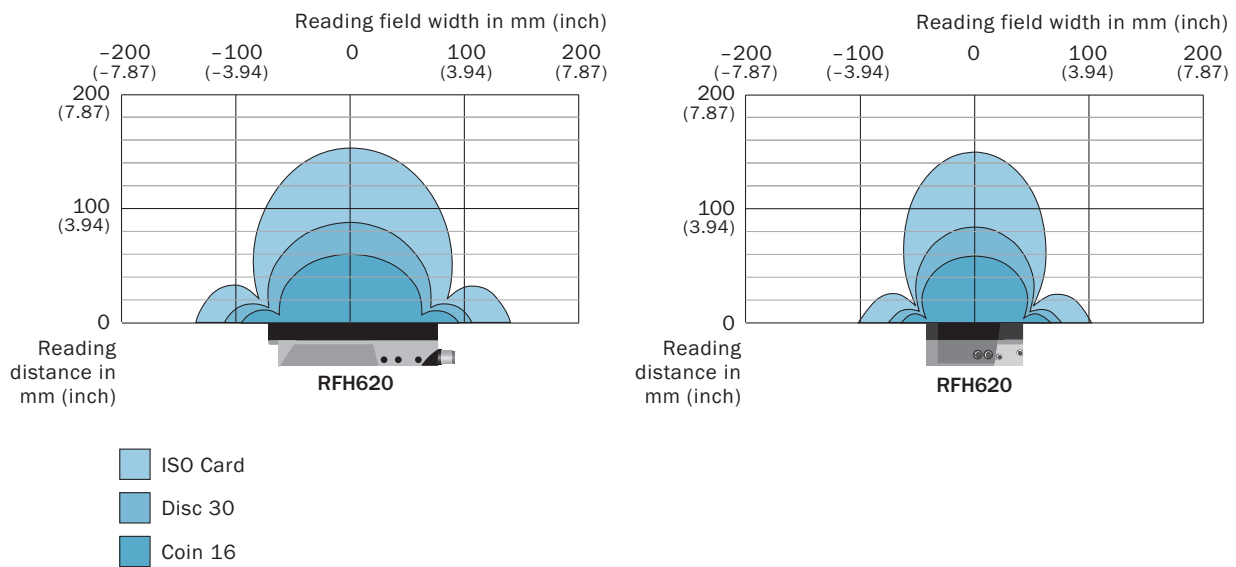 Reading field width in mm (inch)
–200 –100 0 100 200
(–7.87) (–3.94) (3.94) (7.87)
200
(7.87)
100
(3.94)
0
Reading
distance in
mm (inch)
RFH620
Reading field width in mm (inch)
–200 –100 0 100 200
(–7.87) (–3.94) (3.94) (7.87)
200
(7.87)
100
(3.94)
0
Reading
distance in
mm (inch)
RFH620
ISO Card
Disc 30
Coin 16